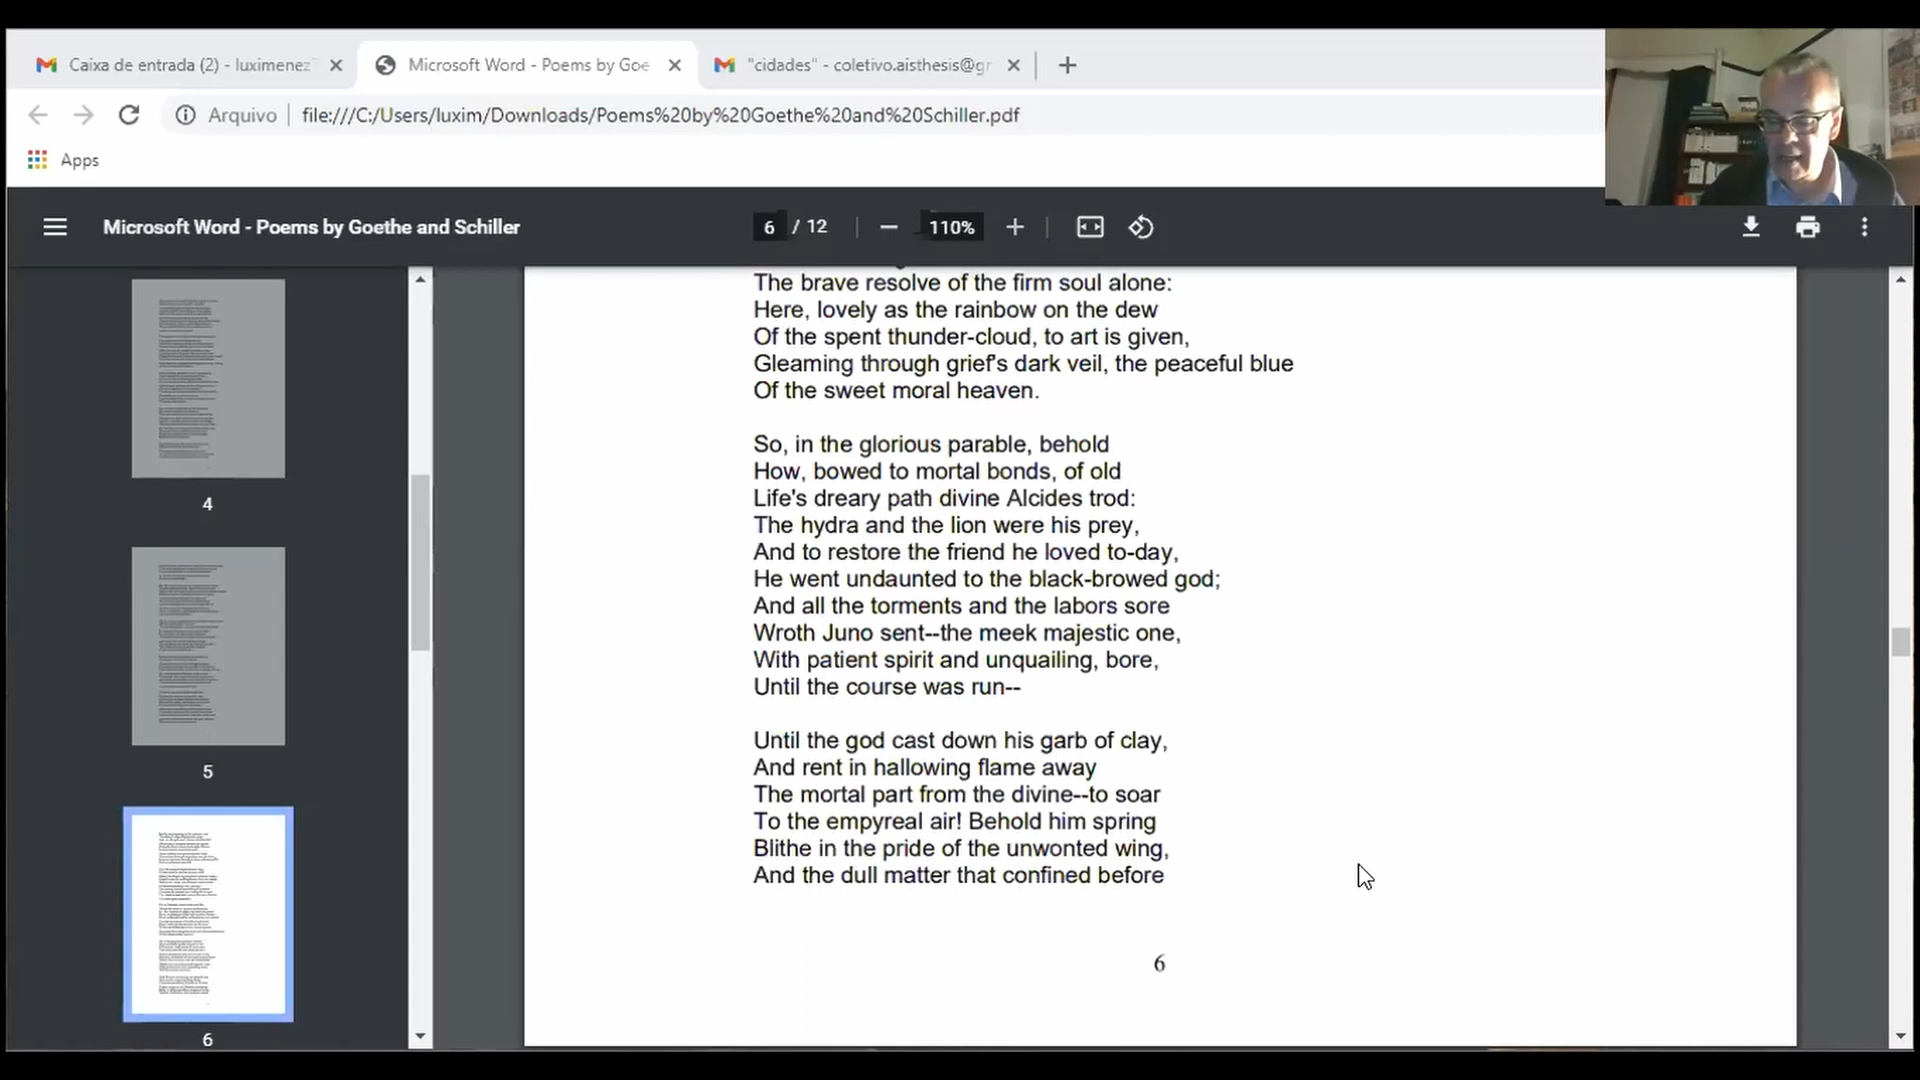 Caixa de entrada (2) - luximenez
Microsoft Word - Poems by Goe
"cidades" - coletivo.aisthesis@gr
Arquivo
file:///C:/Users/luxim/Downloads/Poems%20by%20Goethe%20and%20Schiller.pdf
Apps
Microsoft Word - Poems by Goethe and Schiller
6 / 12
110%
4
5
6
The brave resolve of the firm soul alone:
Here, lovely as the rainbow on the dew
Of the spent thunder-cloud, to art is given,
Gleaming through grief's dark veil, the peaceful blue
Of the sweet moral heaven.
So, in the glorious parable, behold
How, bowed to mortal bonds, of old
Life's dreary path divine Alcides trod:
The hydra and the lion were his prey,
And to restore the friend he loved to-day,
He went undaunted to the black-browed god;
And all the torments and the labors sore
Wroth Juno sent--the meek majestic one,
With patient spirit and unquailing, bore,
Until the course was run--
Until the god cast down his garb of clay,
And rent in hallowing flame away
The mortal part from the divine--to soar
To the empyreal air! Behold him spring
Blithe in the pride of the unwonted wing,
And the dull matter that confined before
6